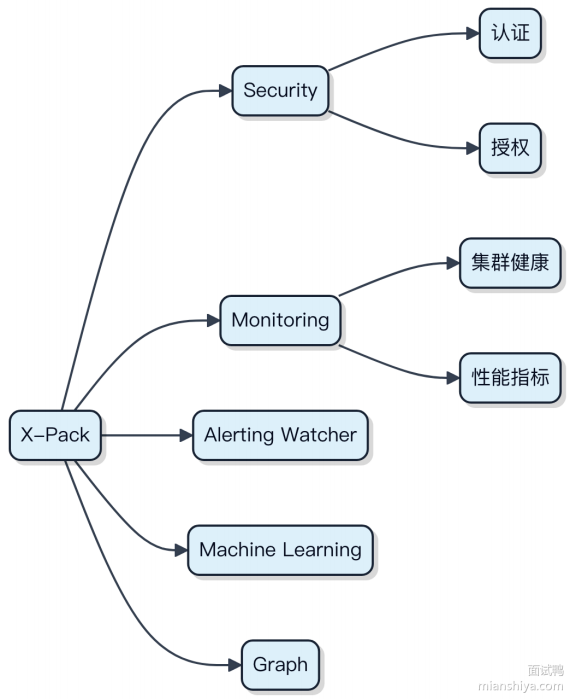 认证
Security
授权
集群健康
Monitoring
性能指标
X-Pack
Alerting Watcher
Machine Learning
Graph
面试鸭
mianshiya.com